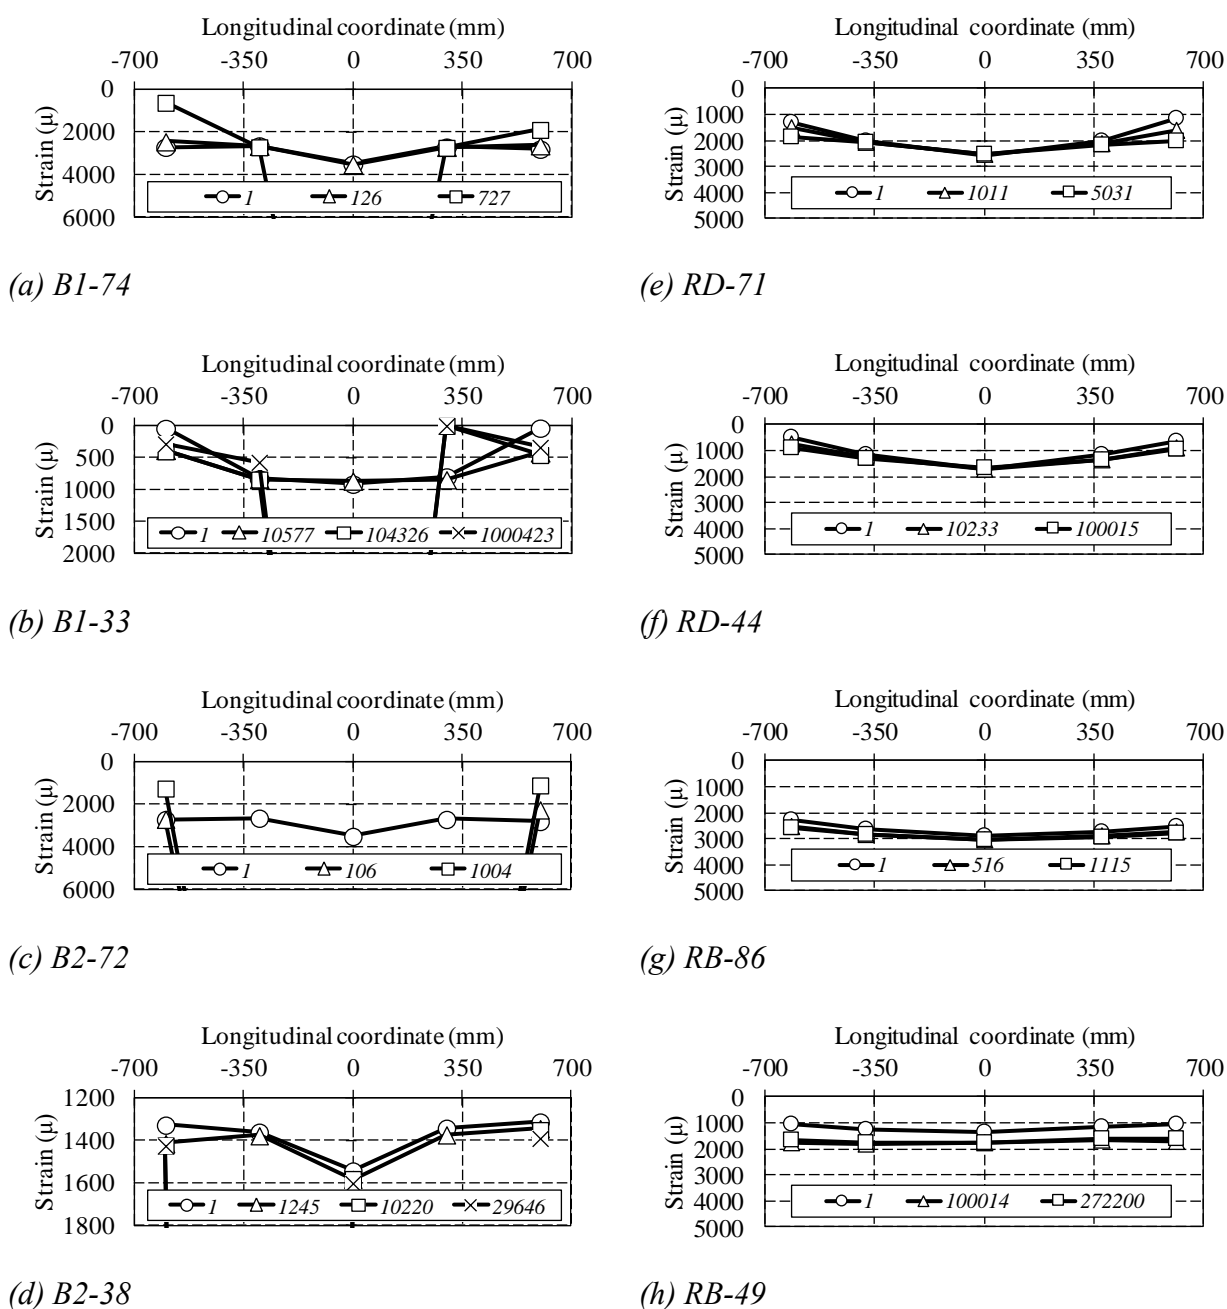 Longitudinal coordinate (mm)
-700 -350 0 350 700
Strain (μ)
0
2000
4000
6000
1 126 727
(a) B1-74
Longitudinal coordinate (mm)
-700 -350 0 350 700
Strain (μ)
0
1000
2000
3000
4000
5000
1 1011 5031
(e) RD-71
Longitudinal coordinate (mm)
-700 -350 0 350 700
Strain (μ)
0
500
1000
1500
2000
1 10577 104326 1000423
(b) B1-33
Longitudinal coordinate (mm)
-700 -350 0 350 700
Strain (μ)
0
1000
2000
3000
4000
5000
1 10233 100015
(f) RD-44
Longitudinal coordinate (mm)
-700 -350 0 350 700
Strain (μ)
0
2000
4000
6000
1 106 1004
(c) B2-72
Longitudinal coordinate (mm)
-700 -350 0 350 700
Strain (μ)
0
1000
2000
3000
4000
5000
1 516 1115
(g) RB-86
Longitudinal coordinate (mm)
-700 -350 0 350 700
Strain (μ)
1200
1400
1600
1800
1 1245 10220 29646
(d) B2-38
Longitudinal coordinate (mm)
-700 -350 0 350 700
Strain (μ)
0
1000
2000
3000
4000
5000
1 100014 272200
(h) RB-49